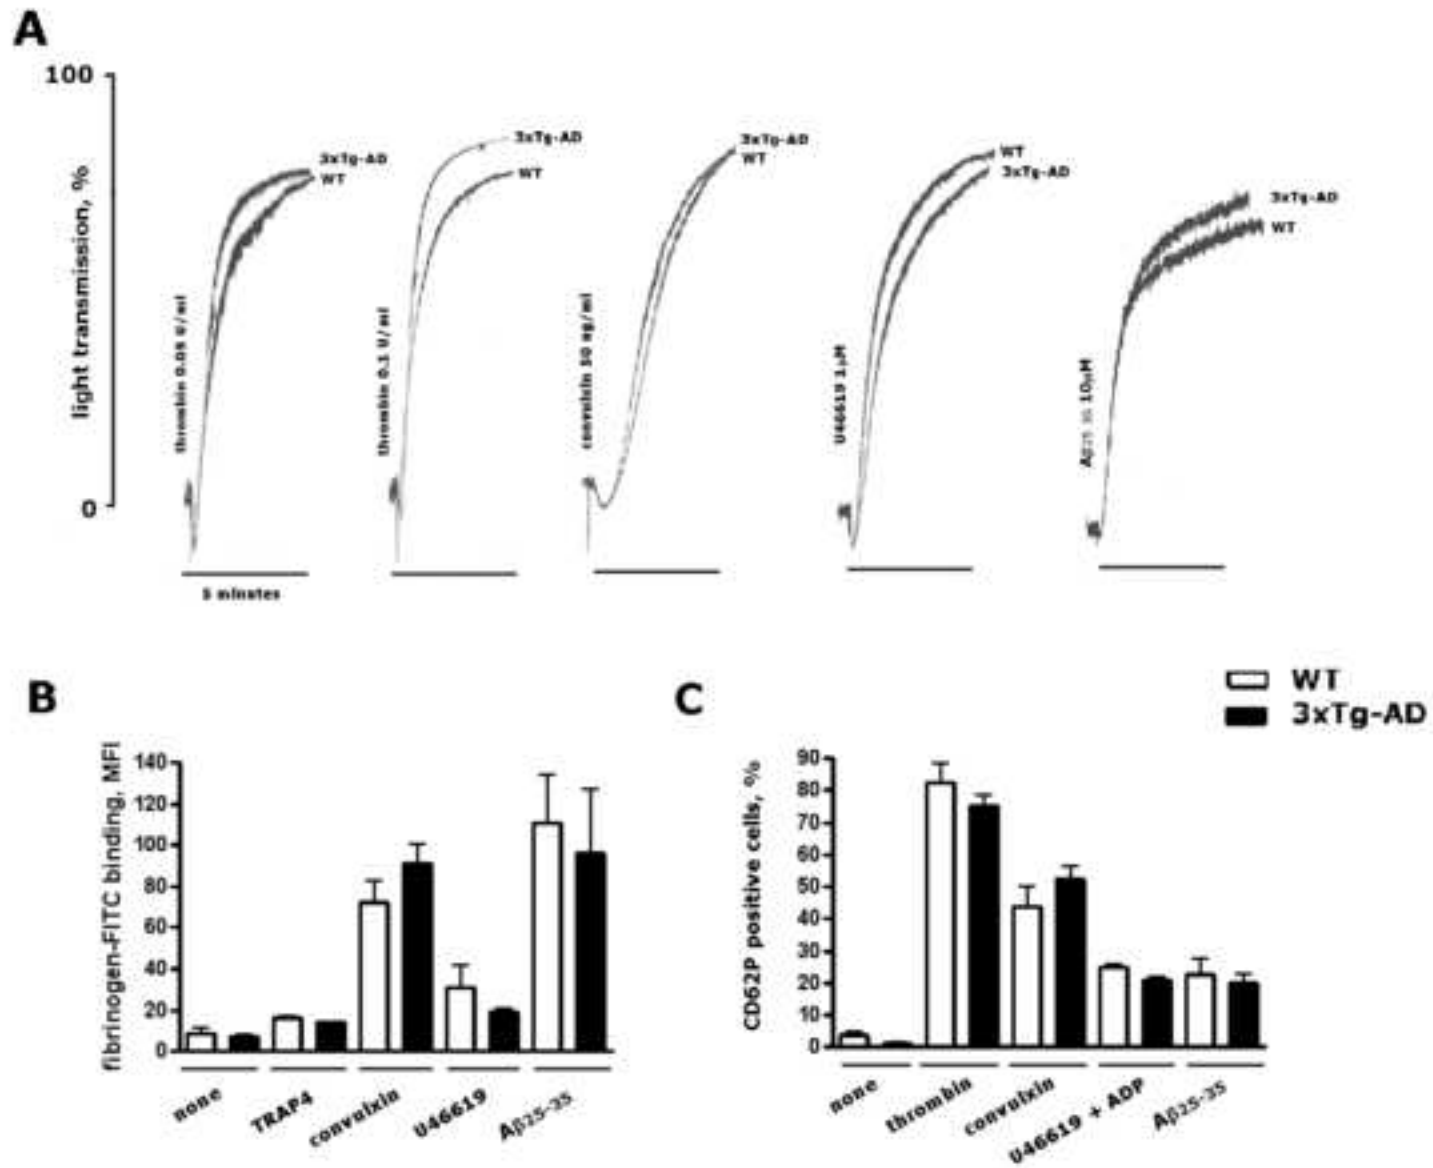 A
100
light transmission, %
0
thrombin 0.05 U/ml
3xTg-AD
WT
5 minutes
thrombin 0.1 U/ml
3xTg-AD
WT
convulxin 50 ng/ml
3xTg-AD
WT
U46619 1µM
WT
3xTg-AD
10µM
3xTg-AD
WT
B
fibrinogen-FITC binding, MFI
140
120
100
80
60
40
20
0
none
TRAP4
convulxin
U46619
Aβ25-35
C
WT
3xTg-AD
CD62P positive cells, %
90
80
70
60
50
40
30
20
10
0
none
thrombin
convulxin
U46619 + ADP
Aβ25-35